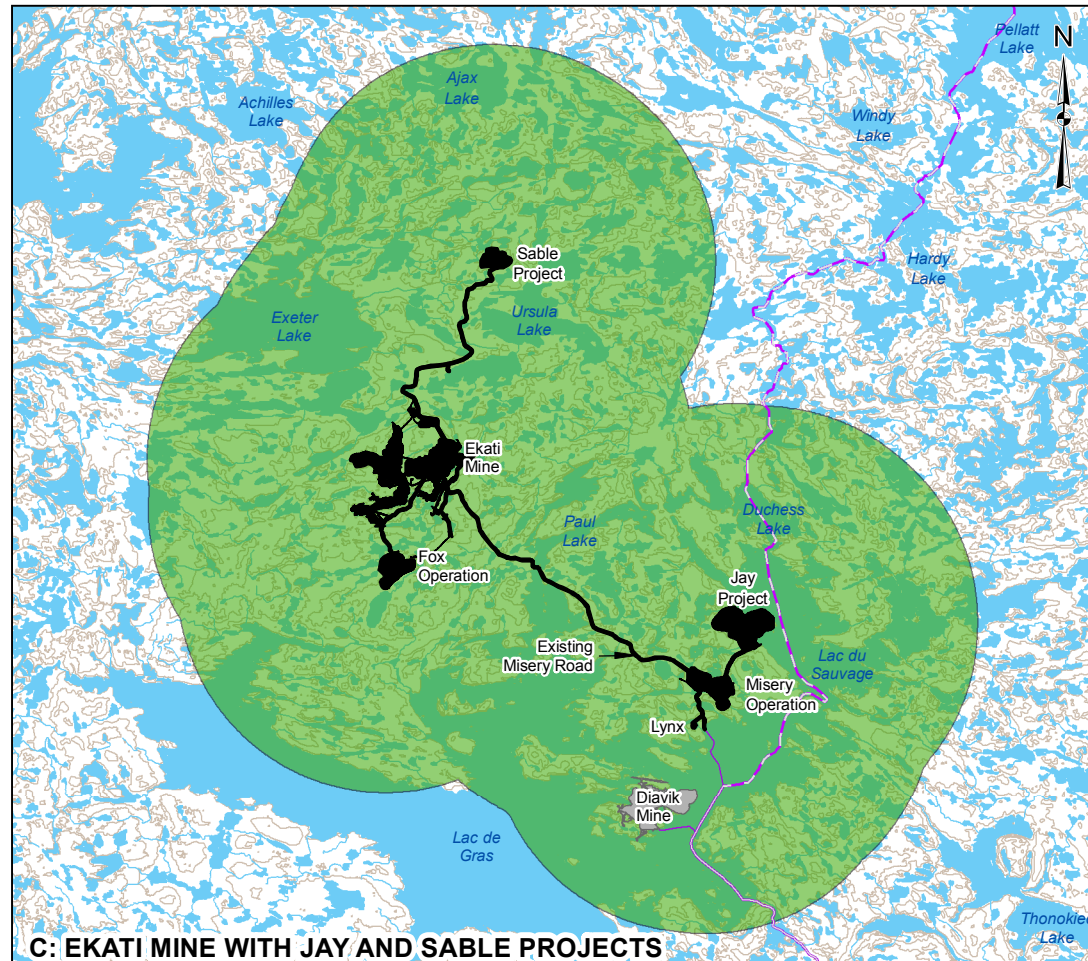 Pellatt
Lake
N
Ajax
Lake
Achilles
Lake
Windy
Lake
Sable
Project
Hardy
Lake
Exeter
Lake
Ursula
Lake
Ekati
Mine
Paul
Lake
Duchess
Lake
Fox
Operation
Jay
Project
Existing
Misery Road
Lac du
Sauvage
Misery
Operation
Lynx
Diavik
Mine
Lac de
Gras
Thonokied
Lake
C: EKATI MINE WITH JAY AND SABLE PROJECTS